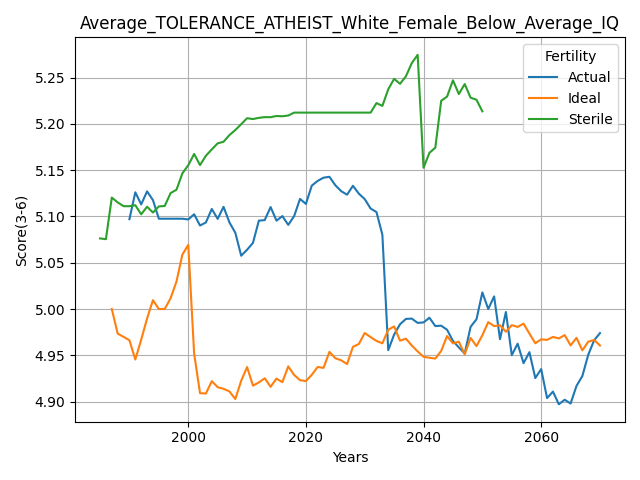 Average_TOLERANCE_ATHEIST_White_Female_Below_Average_IQ
Fertility
Actual
Ideal
Sterile
Score(3-6)
5.25
5.20
5.15
5.10
5.05
5.00
4.95
4.90
2000 2020 2040 2060
Years